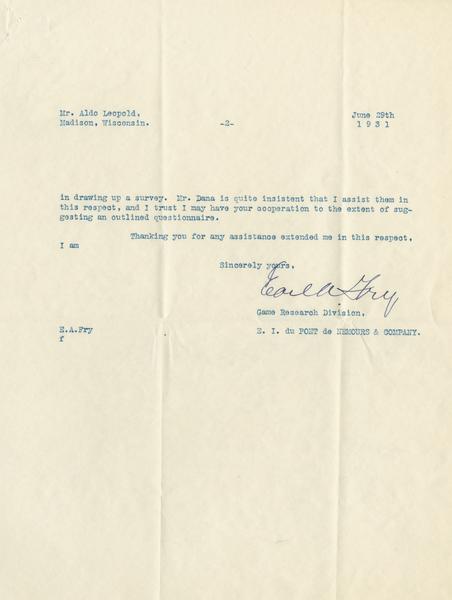 Mr. Aldo Leopold, June 29th
Madison, Wisconsin. -2- 1 9 3 1
in drawing up a survey. Mr. Dana is quite insistent that I assist them in
this respect, and I trust I may have your cooperation to the extent of sug-
gesting an outlined questionnaire.
Thanking you for any assistance extended me in this respect,
I am
Sincerely yours,
Earl A Fry
Game Research Division,
E.A.Fry E. I. du PONT de NEMOURS & COMPANY.
f